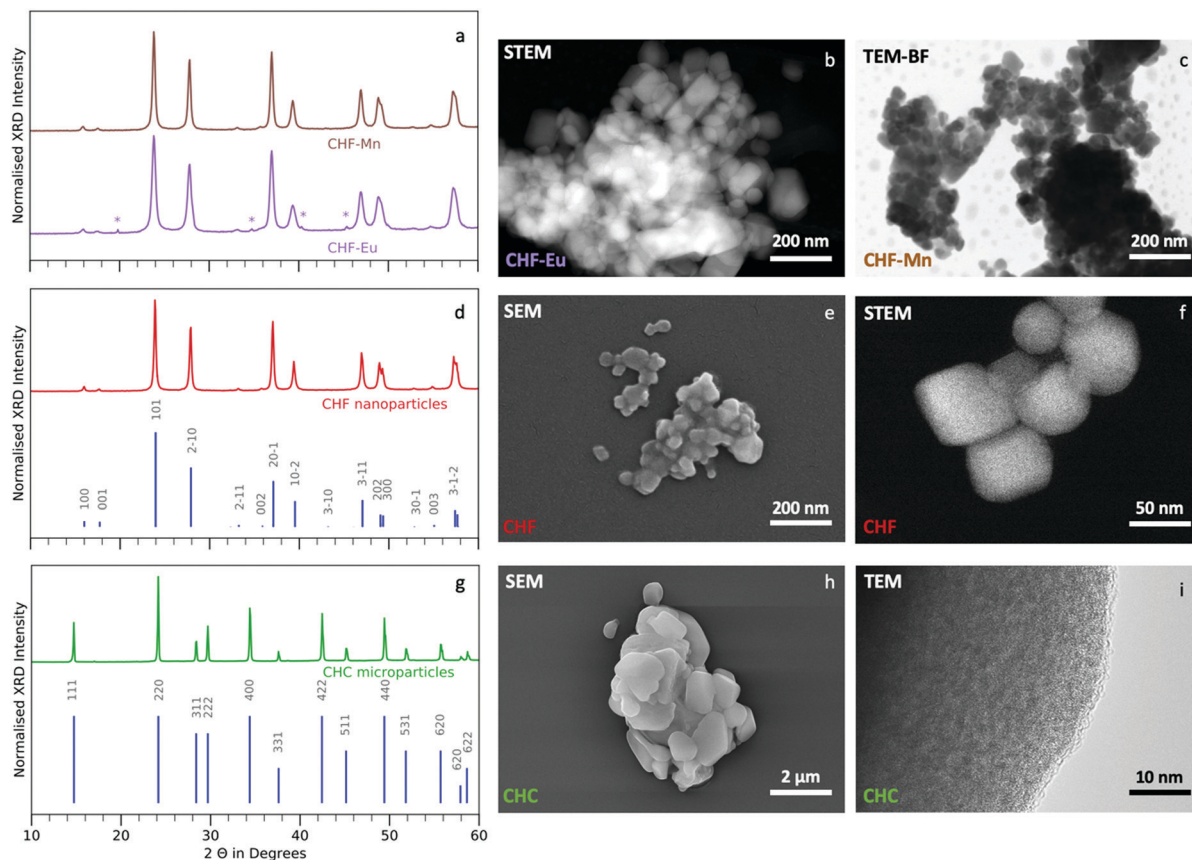 Normalised XRD Intensity
a
CHF-Mn
* * * *
CHF-Eu
STEM
b
CHF-Eu
200 nm
TEM-BF
c
CHF-Mn
200 nm
Normalised XRD Intensity
d
CHF nanoparticles
100
001
101
2-10
2-11
002
20-1
10-2
3-10
3-11
202
300
30-1
003
3-1-2
SEM
e
CHF
200 nm
STEM
f
CHF
50 nm
Normalised XRD Intensity
g
CHC microparticles
111
220
311
222
400
331
422
511
440
531
620
620
622
10 20 30 40 50 60
2 Θ in Degrees
SEM
h
CHC
2 μm
TEM
i
CHC
10 nm